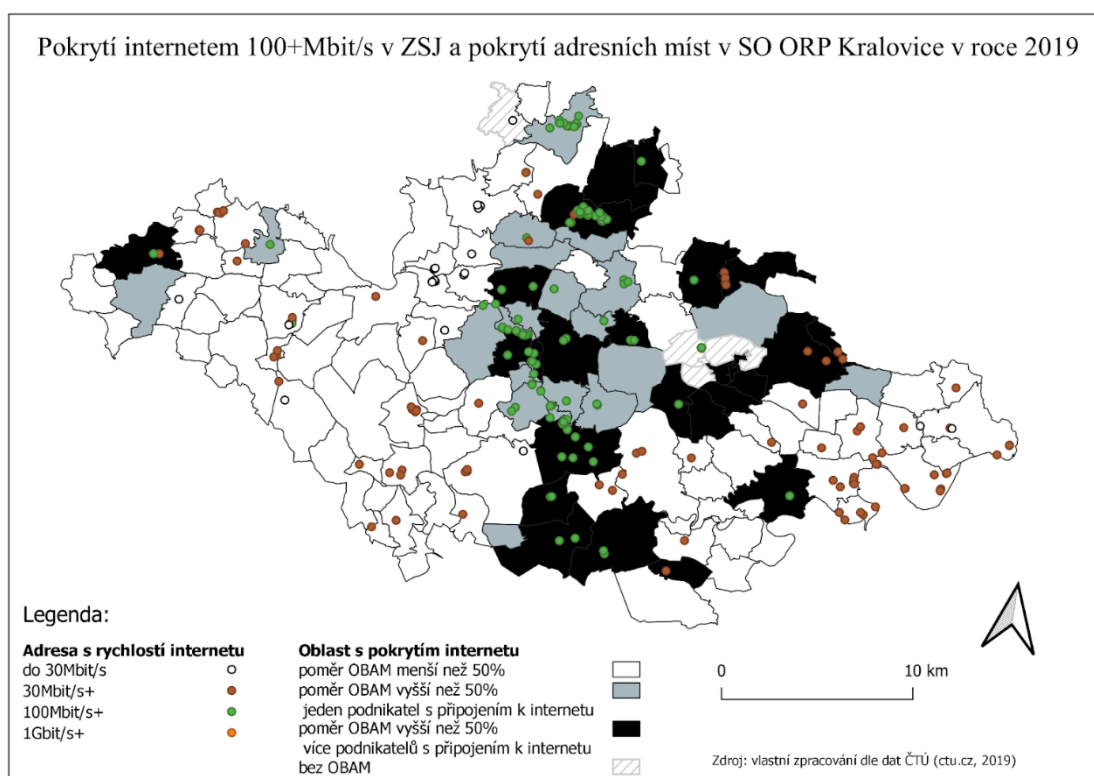 Pokrytí internetem 100+Mbit/s v ZSJ a pokrytí adresních míst v SO ORP Kralovice v roce 2019
Legenda:
Adresa s rychlostí internetu
do 30Mbit/s
30Mbit/s+
100Mbit/s+
1Gbit/s+
Oblast s pokrytím internetu
poměr OBAM menší než 50%
poměr OBAM vyšší než 50%
jeden podnikatel s připojením k internetu
poměr OBAM vyšší než 50%
více podnikatelů s připojením k internetu
bez OBAM
0 10 km
Zdroj: vlastní zpracování dle dat ČTÚ (ctu.cz, 2019)